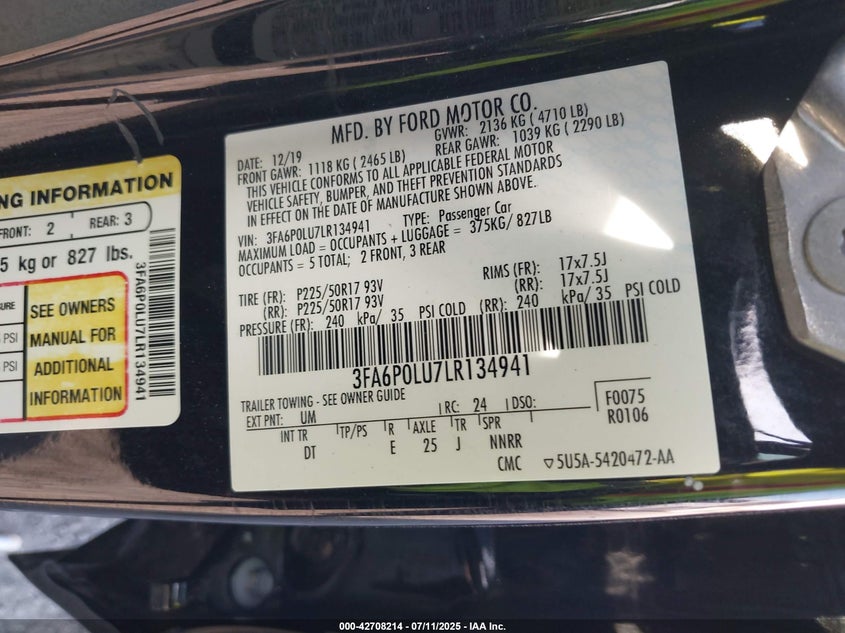 NG INFORMATION
FRONT: 2 REAR: 3
5 kg or 827 lbs.
SURE
PSI
PSI
SEE OWNERS
MANUAL FOR
ADDITIONAL
INFORMATION
3FA6P0LU7LR134941
MFD. BY FORD MOTOR CO.
DATE: 12/19 GVWR: 2136 KG ( 4710 LB)
FRONT GAWR: 1118 KG ( 2465 LB) REAR GAWR: 1039 KG ( 2290 LB)
THIS VEHICLE CONFORMS TO ALL APPLICABLE FEDERAL MOTOR
VEHICLE SAFETY, BUMPER, AND THEFT PREVENTION STANDARDS
IN EFFECT ON THE DATE OF MANUFACTURE SHOWN ABOVE.
VIN: 3FA6P0LU7LR134941 TYPE: Passenger Car
MAXIMUM LOAD = OCCUPANTS + LUGGAGE = 375KG/ 827LB
OCCUPANTS = 5 TOTAL; 2 FRONT, 3 REAR
TIRE (FR): P225/50R17 93V RIMS (FR): 17x7.5J
(RR): P225/50R17 93V (RR): 17x7.5J
PRESSURE (FR): 240 kPa/ 35 PSI COLD (RR): 240 kPa/ 35 PSI COLD
3FA6P0LU7LR134941
TRAILER TOWING - SEE OWNER GUIDE
EXT PNT: UM RC: 24 DSO: F0075
INT TR TP/PS R AXLE TR SPR R0106
DT E 25 J NNRR
CMC ▽5U5A-5420472-AA
000-42708214 - 07/11/2025 - IAA Inc.